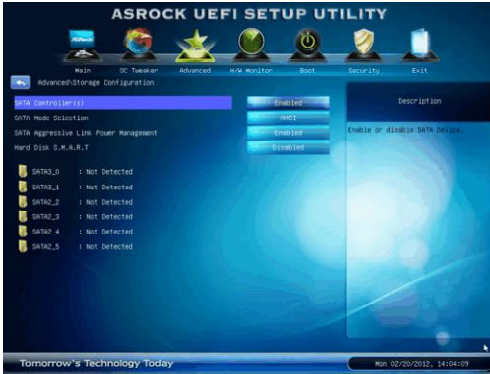 ASROCK UEFI SETUP UTILITY
ASRock
Main OC Tweaker Advanced H/W Monitor Boot Security Exit
Advanced\Storage Configuration
SATA Controller(s) Enabled
SATA Mode Selection AHCI
SATA Aggressive Link Power Management Enabled
Hard Disk S.M.A.R.T Disabled
Description
Enable or disable SATA Device.
SATA3_0 : Not Detected
SATA3_1 : Not Detected
SATA2_2 : Not Detected
SATA2_3 : Not Detected
SATA2_4 : Not Detected
SATA2_5 : Not Detected
Tomorrow's Technology Today
Mon 02/20/2012, 14:04:09